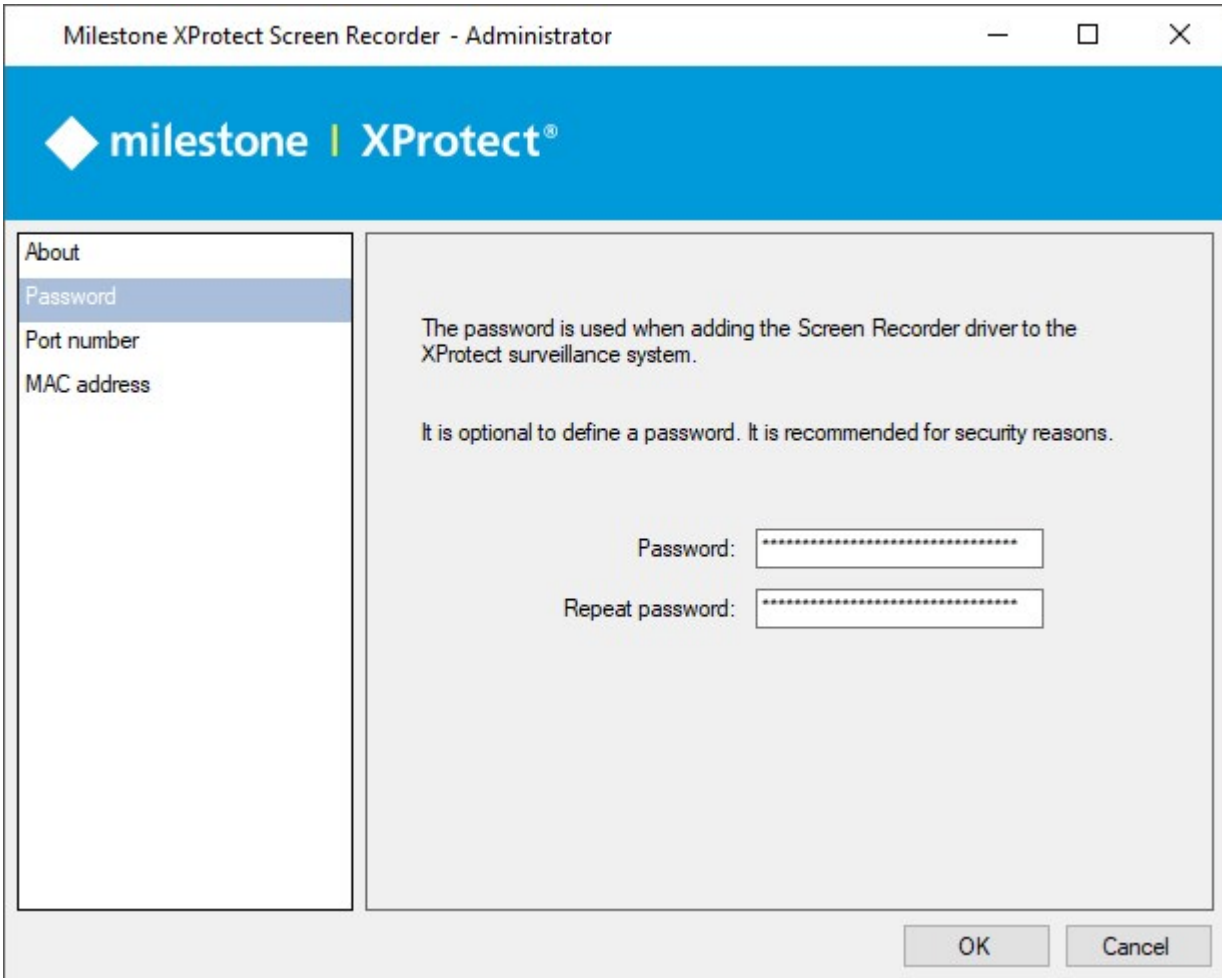 Milestone XProtect Screen Recorder - Administrator
milestone | XProtect®
About
Password
Port number
MAC address
The password is used when adding the Screen Recorder driver to the
XProtect surveillance system.
It is optional to define a password. It is recommended for security reasons.
Password: ********************************
Repeat password: ********************************
OK
Cancel